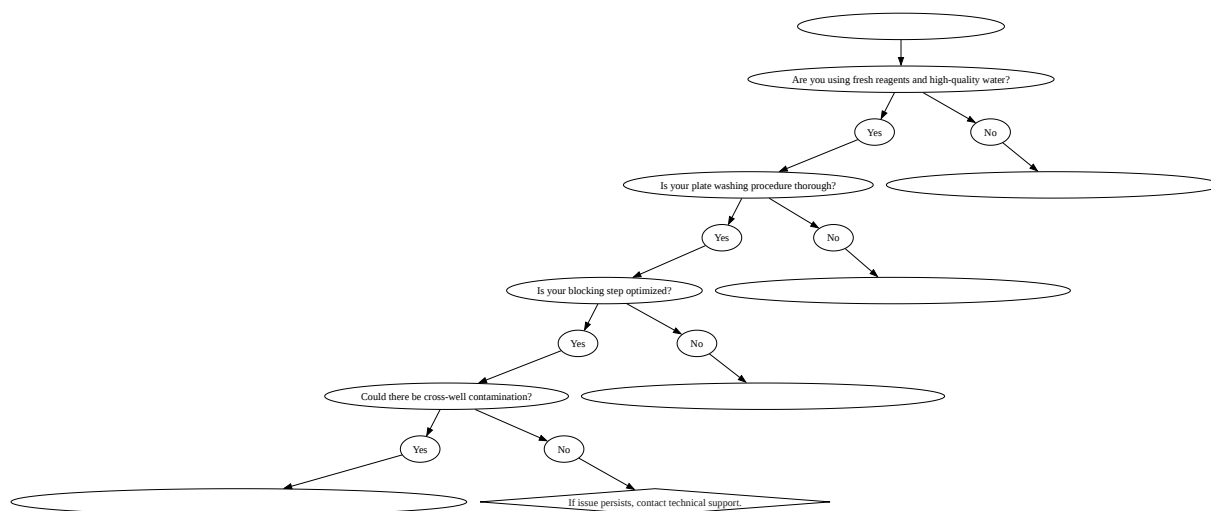 Are you using fresh reagents and high-quality water?
Yes
No
Is your plate washing procedure thorough?
Yes
No
Is your blocking step optimized?
Yes
No
Could there be cross-well contamination?
Yes
No
If issue persists, contact technical support.